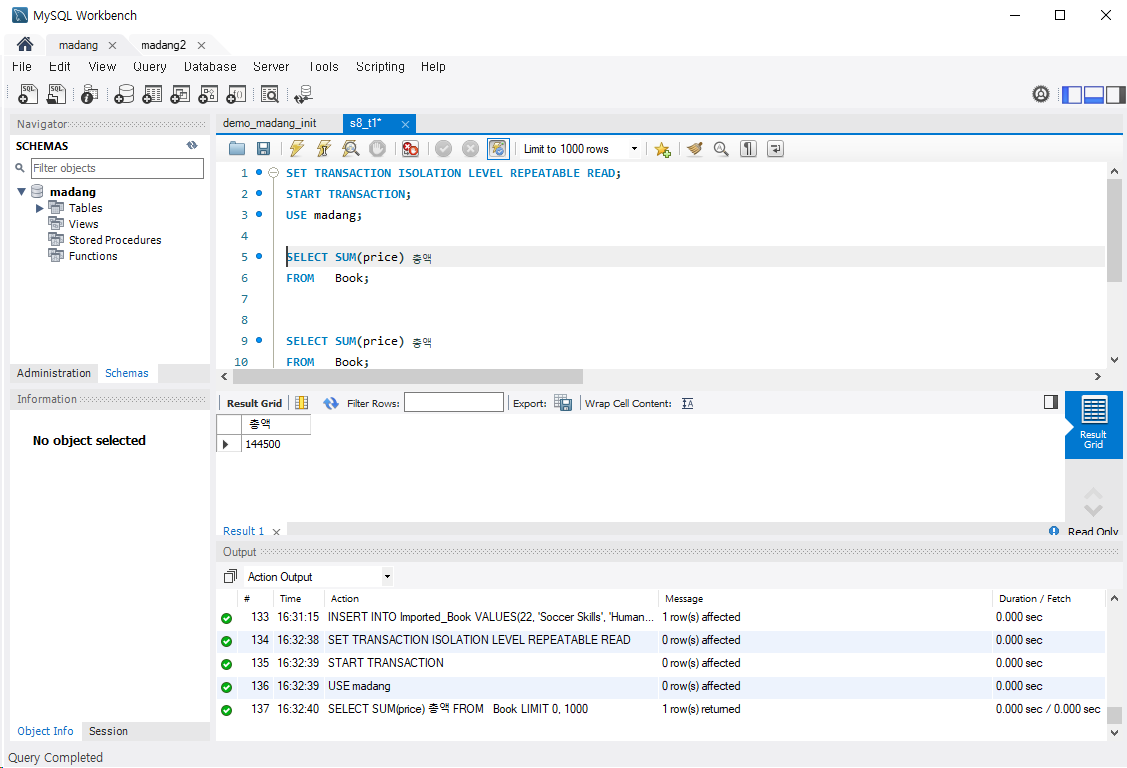 MySQL Workbench
madang
madang2
File Edit View Query Database Server Tools Scripting Help
Navigator
SCHEMAS
Filter objects
madang
Tables
Views
Stored Procedures
Functions
Administration Schemas
Information
No object selected
Object Info Session
demo_madang_init
s8_t1*
Limit to 1000 rows
1 SET TRANSACTION ISOLATION LEVEL REPEATABLE READ;
2 START TRANSACTION;
3 USE madang;
4
5 SELECT SUM(price) 총액
6 FROM Book;
7
8
9 SELECT SUM(price) 총액
10 FROM Book;
Result Grid Filter Rows: Export: Wrap Cell Content:
총액
144500
Result Grid
Result 1
Read Only
Output
Action Output
# Time Action Message Duration / Fetch
133 16:31:15 INSERT INTO Imported_Book VALUES(22, 'Soccer Skills', 'Human... 1 row(s) affected 0.000 sec
134 16:32:38 SET TRANSACTION ISOLATION LEVEL REPEATABLE READ 0 row(s) affected 0.000 sec
135 16:32:39 START TRANSACTION 0 row(s) affected 0.000 sec
136 16:32:39 USE madang 0 row(s) affected 0.000 sec
137 16:32:40 SELECT SUM(price) 총액 FROM Book LIMIT 0, 1000 1 row(s) returned 0.000 sec / 0.000 sec
Query Completed